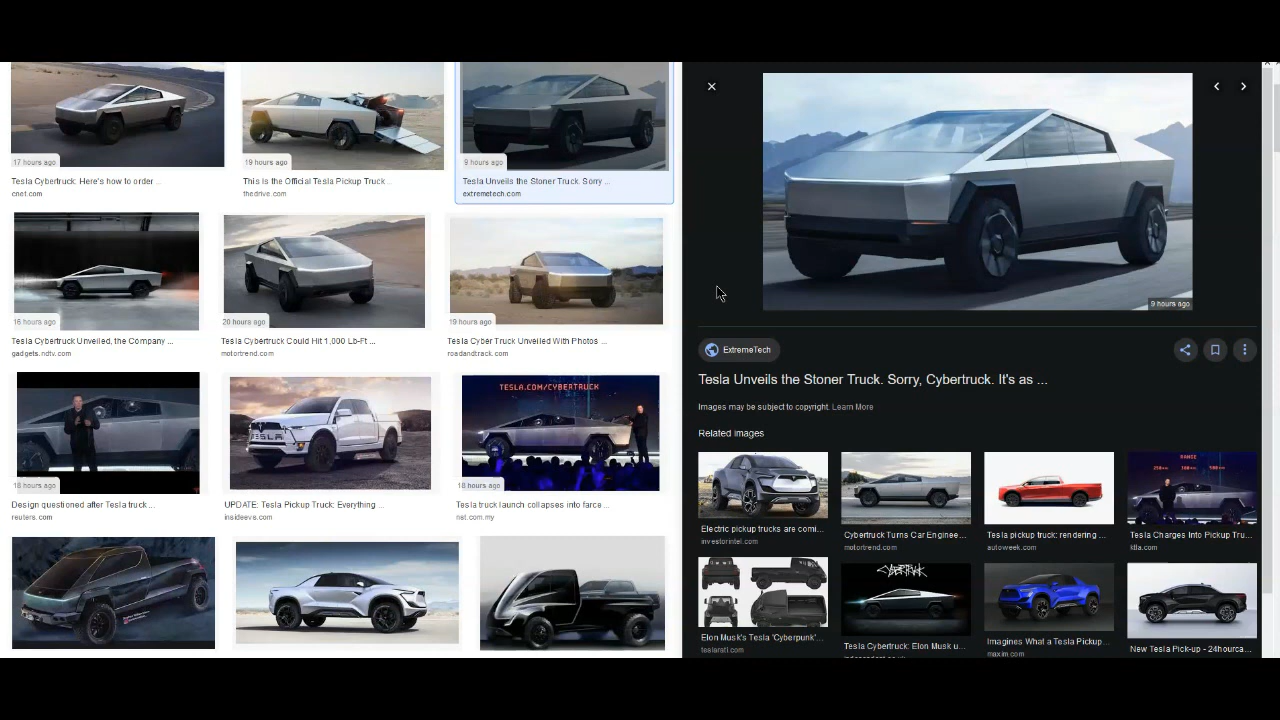 17 hours ago
Tesla Cybertruck: Here's how to order ...
cnet.com
19 hours ago
This Is the Official Tesla Pickup Truck ..
thedrive.com
9 hours ago
Tesla Unveils the Stoner Truck. Sorry ...
extremetech.com
16 hours ago
Tesla Cybertruck Unveiled, the Company ...
gadgets.ndtv.com
20 hours ago
Tesla Cybertruck Could Hit 1,000 Lb-Ft ...
motortrend.com
19 hours ago
Tesla Cyber Truck Unveiled With Photos ...
roadandtrack.com
18 hours ago
Design questioned after Tesla truck ...
reuters.com
TESLA
UPDATE: Tesla Pickup Truck: Everything ...
insideevs.com
TESLA.COM/CYBERTRUCK
18 hours ago
Tesla truck launch collapses into farce ...
nst.com.my
9 hours ago
ExtremeTech
Tesla Unveils the Stoner Truck. Sorry, Cybertruck. It's as ...
Images may be subject to copyright. Learn More
Related images
Electric pickup trucks are comi...
investorintel.com
Cybertruck Turns Car Enginee...
motortrend.com
Tesla pickup truck: rendering ...
autoweek.com
RANGE
Tesla Charges Into Pickup Tru...
ktla.com
Elon Musk's Tesla 'Cyberpunk'...
teslarati.com
CYBERTRUCK
Tesla Cybertruck: Elon Musk u...
Imagines What a Tesla Pickup...
maxim.com
New Tesla Pick-up - 24hourca...